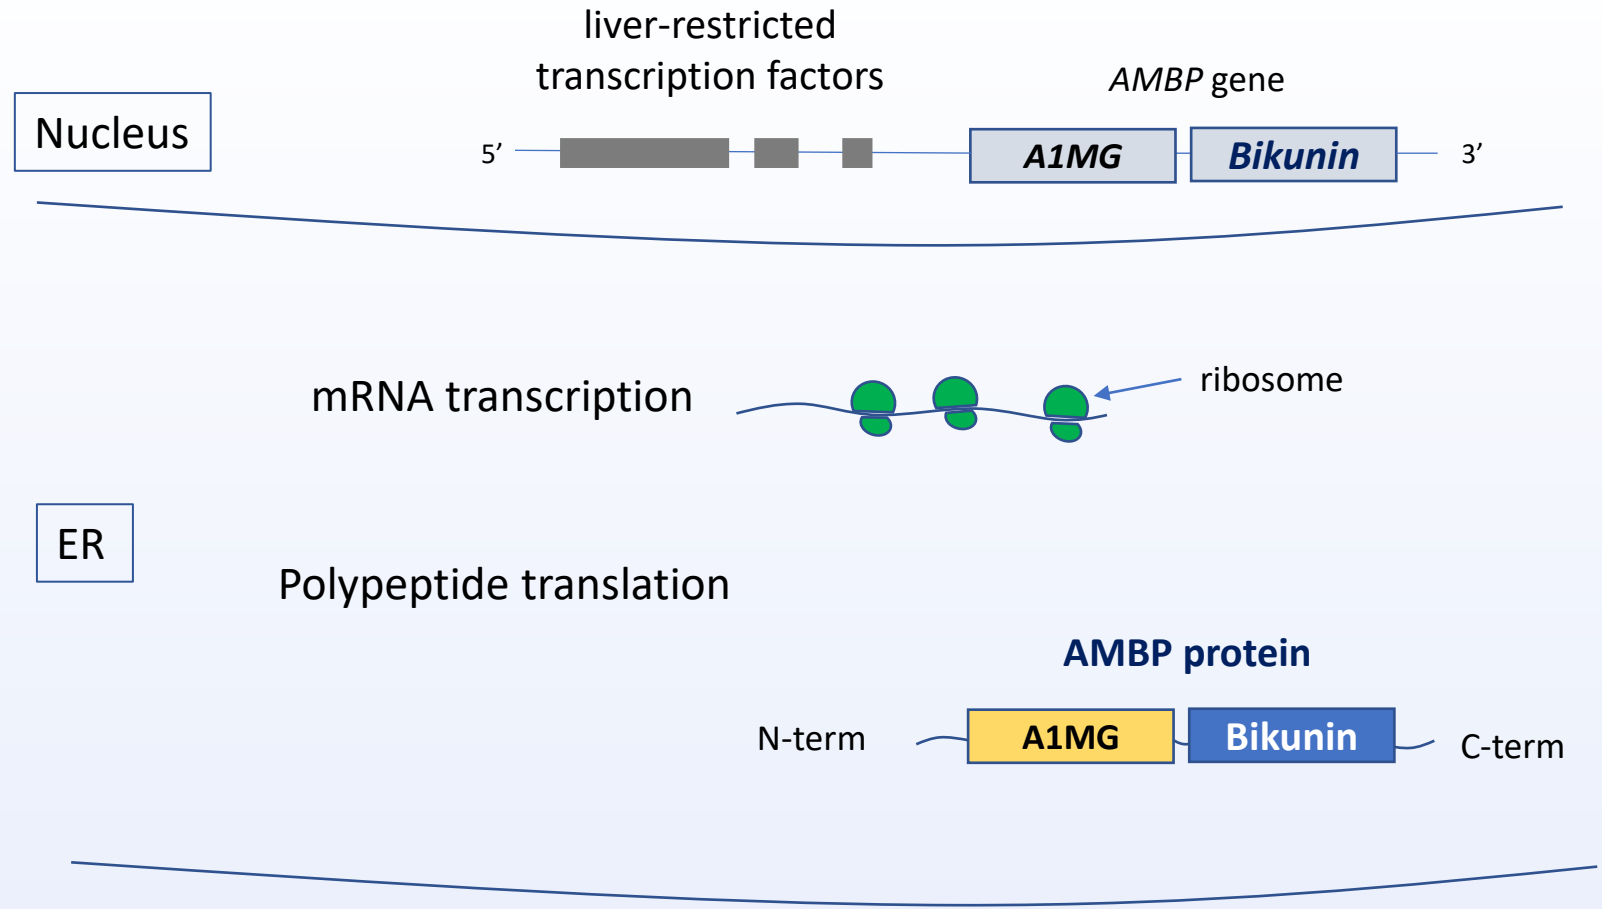 liver-restricted
transcription factors
AMBP gene
Nucleus
5’
A1MG
Bikunin
3’
mRNA transcription
ribosome
ER
Polypeptide translation
AMBP protein
N-term
A1MG
Bikunin
C-term